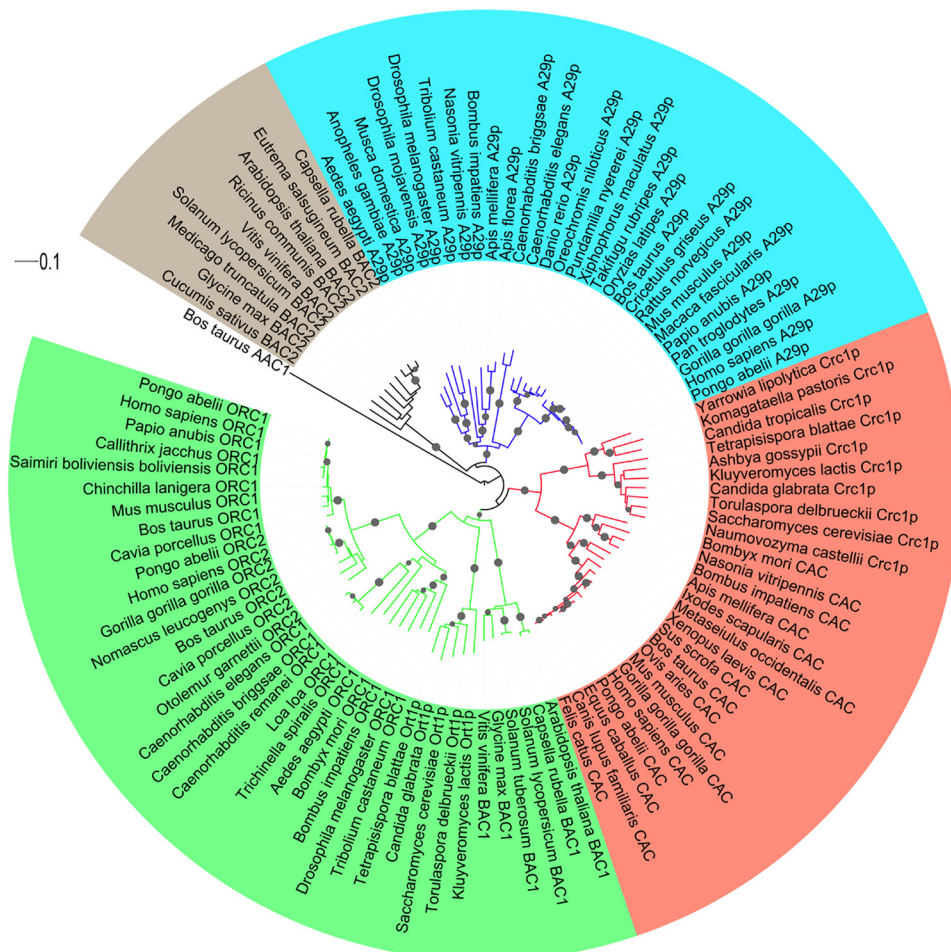 Bos taurus AAC1
Cucumis sativus BAC2
Glycine max BAC2
Medicago truncatula BAC2
Solanum lycopersicum BAC2
Vitis vinifera BAC2
Ricinus communis BAC2
Arabidopsis thaliana BAC2
Eutrema salsugineum BAC2
Capsella rubella BAC2
Aedes aegypti A29p
Anopheles gambiae A29p
Musca domestica A29p
Drosophila mojavensis A29p
Drosophila melanogaster A29p
Tribolium castaneum A29p
Nasonia vitripennis A29p
Bombus impatiens A29p
Apis mellifera A29p
Apis florea A29p
Caenorhabditis briggsae A29p
Caenorhabditis elegans A29p
Danio rerio A29p
Oreochromis niloticus A29p
Pundamilia nyererei A29p
Xiphophorus maculatus A29p
Takifugu rubripes A29p
Oryzias latipes A29p
Bos taurus A29p
Cricetulus griseus A29p
Rattus norvegicus A29p
Mus musculus A29p
Macaca fascicularis A29p
Papio anubis A29p
Pan troglodytes A29p
Gorilla gorilla gorilla A29p
Homo sapiens A29p
Pongo abelii A29p
Yarrowia lipolytica Crc1p
Komagataella pastoris Crc1p
Candida tropicalis Crc1p
Tetrapisispora blattae Crc1p
Ashbya gossypii Crc1p
Kluyveromyces lactis Crc1p
Candida glabrata Crc1p
Torulaspora delbrueckii Crc1p
Saccharomyces cerevisiae Crc1p
Naumovozyma castellii Crc1p
Bombyx mori CAC
Nasonia vitripennis CAC
Bombus impatiens CAC
Apis mellifera CAC
Ixodes scapularis CAC
Metaseiulus occidentalis CAC
Xenopus laevis CAC
Sus scrofa CAC
Bos taurus CAC
Ovis aries CAC
Mus musculus CAC
Gorilla gorilla gorilla CAC
Homo sapiens CAC
Pongo abelii CAC
Equus caballus CAC
Canis lupus familiaris CAC
Felis catus CAC
Arabidopsis thaliana BAC1
Capsella rubella BAC1
Solanum lycopersicum BAC1
Solanum tuberosum BAC1
Glycine max BAC1
Vitis vinifera BAC1
Kluyveromyces lactis Ort1p
Torulaspora delbrueckii Ort1p
Saccharomyces cerevisiae Ort1p
Candida glabrata Ort1p
Tetrapisispora blattae Ort1p
Tribolium castaneum ORC1
Drosophila melanogaster ORC1
Bombus impatiens ORC1
Bombyx mori ORC1
Aedes aegypti ORC1
Trichinella spiralis ORC1
Loa loa ORC1
Caenorhabditis remanei ORC1
Caenorhabditis briggsae ORC1
Caenorhabditis elegans ORC1
Otolemur garnettii ORC2
Cavia porcellus ORC2
Bos taurus ORC2
Nomascus leucogenys ORC2
Gorilla gorilla gorilla ORC2
Homo sapiens ORC2
Pongo abelii ORC2
Cavia porcellus ORC1
Bos taurus ORC1
Mus musculus ORC1
Chinchilla lanigera ORC1
Saimiri boliviensis boliviensis ORC1
Callithrix jacchus ORC1
Papio anubis ORC1
Homo sapiens ORC1
Pongo abelii ORC1
0.1